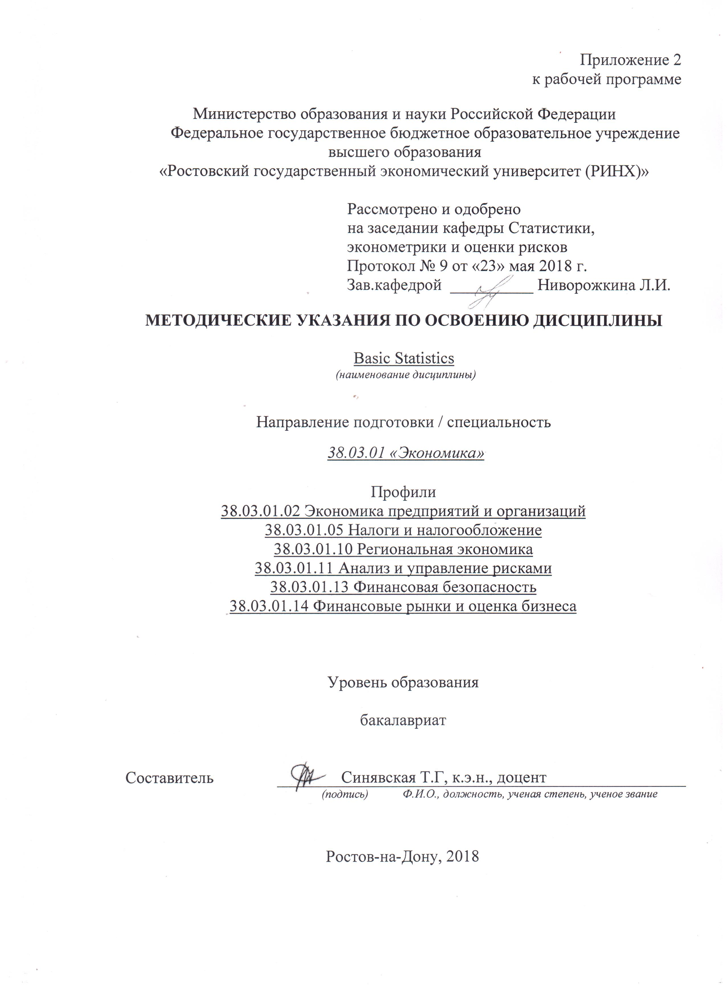 Приложение 2
к рабочей программе
Министерство образования и науки Российской Федерации
Федеральное государственное бюджетное образовательное учреждение
высшего образования
«Ростовский государственный экономический университет (РИНХ)»
Рассмотрено и одобрено
на заседании кафедры Статистики,
эконометрики и оценки рисков
Протокол № 9 от «23» мая 2018 г.
Зав.кафедрой __________ Ниворожкина Л.И.
МЕТОДИЧЕСКИЕ УКАЗАНИЯ ПО ОСВОЕНИЮ ДИСЦИПЛИНЫ
Basic Statistics
(наименование дисциплины)
Направление подготовки / специальность
38.03.01 «Экономика»
Профили
38.03.01.02 Экономика предприятий и организаций
38.03.01.05 Налоги и налогообложение
38.03.01.10 Региональная экономика
38.03.01.11 Анализ и управление рисками
38.03.01.13 Финансовая безопасность
38.03.01.14 Финансовые рынки и оценка бизнеса
Уровень образования
бакалавриат
Составитель Синявская Т.Г, к.э.н., доцент
(подпись) Ф.И.О., должность, ученая степень, ученое звание
Ростов-на-Дону, 2018